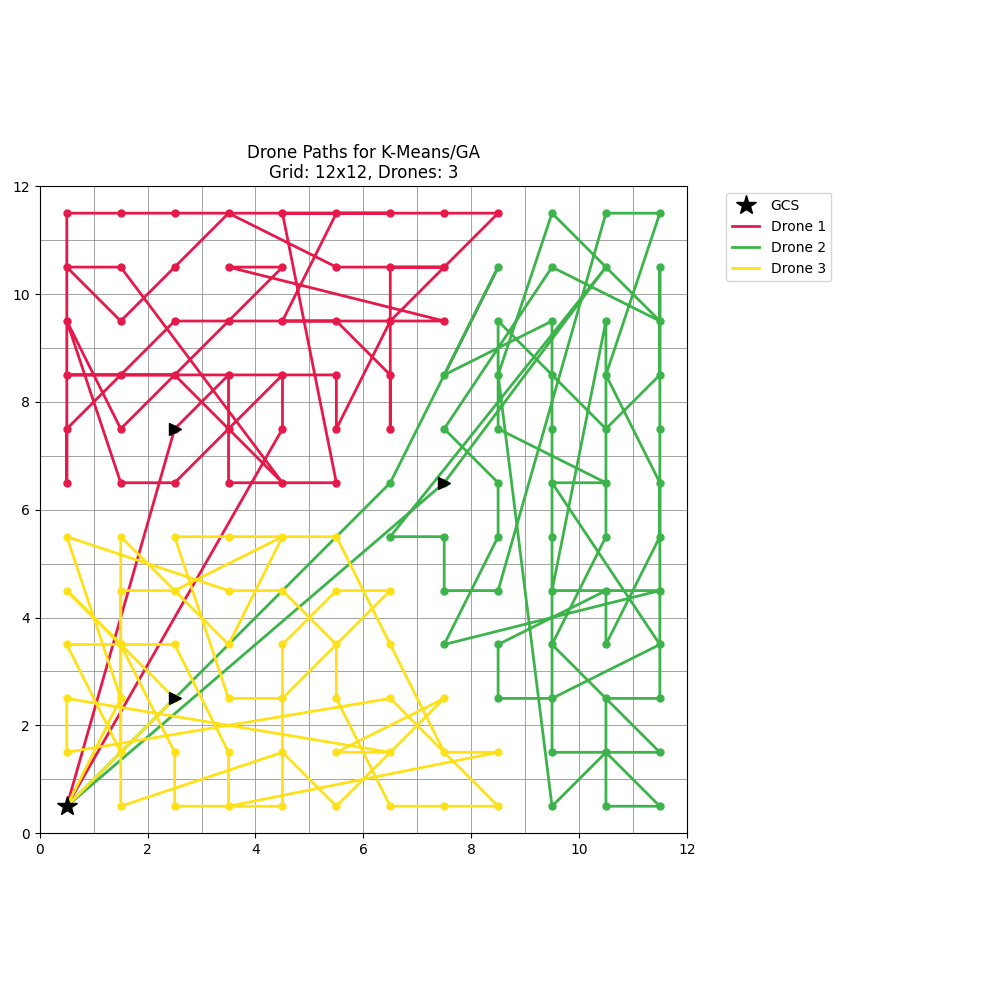 Drone Paths for K-Means/GA
Grid: 12x12, Drones: 3
12
10
8
6
4
2
0
0 2 4 6 8 10 12
GCS
Drone 1
Drone 2
Drone 3